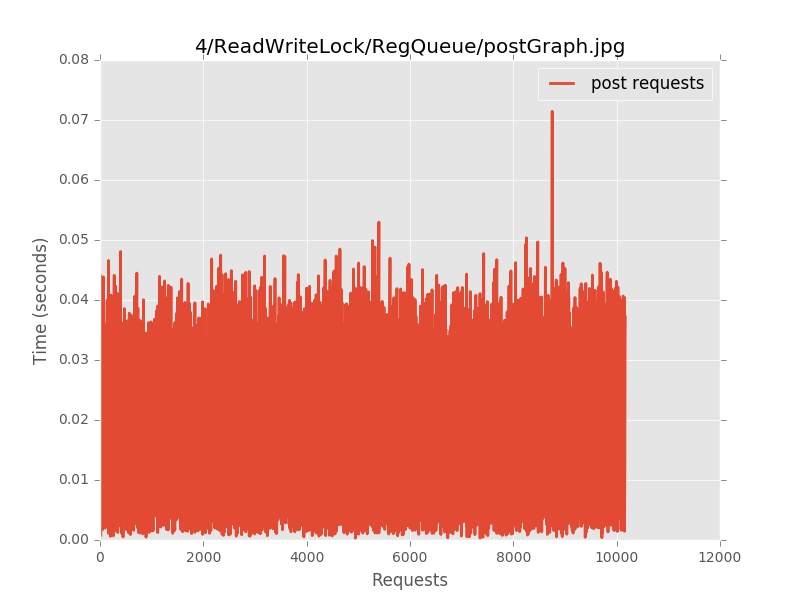 4/ReadWriteLock/RegQueue/postGraph.jpg
post requests
0.08
0.07
0.06
0.05
0.04
0.03
0.02
0.01
0.00
Time (seconds)
0 2000 4000 6000 8000 10000 12000
Requests